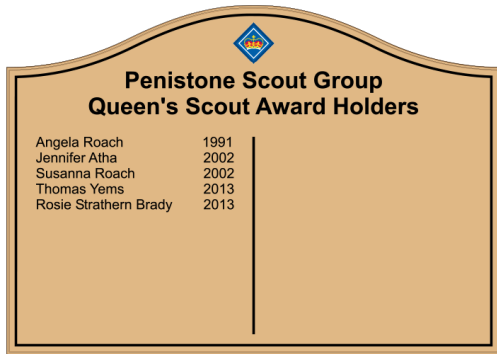 Penistone Scout Group
Queen's Scout Award Holders
Angela Roach 1991
Jennifer Atha 2002
Susanna Roach 2002
Thomas Yems 2013
Rosie Strathern Brady 2013